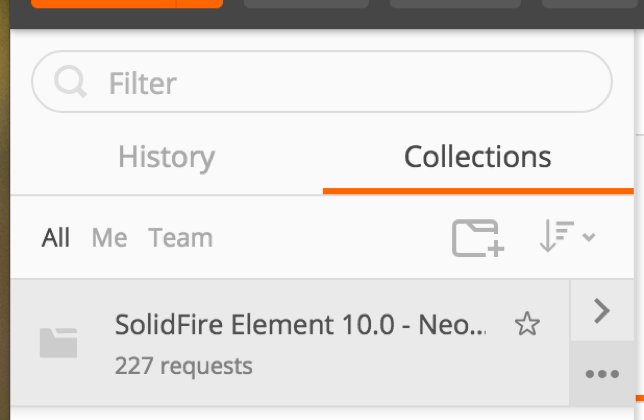 Filter
History Collections
All Me Team
SolidFire Element 10.0 - Neo...
227 requests